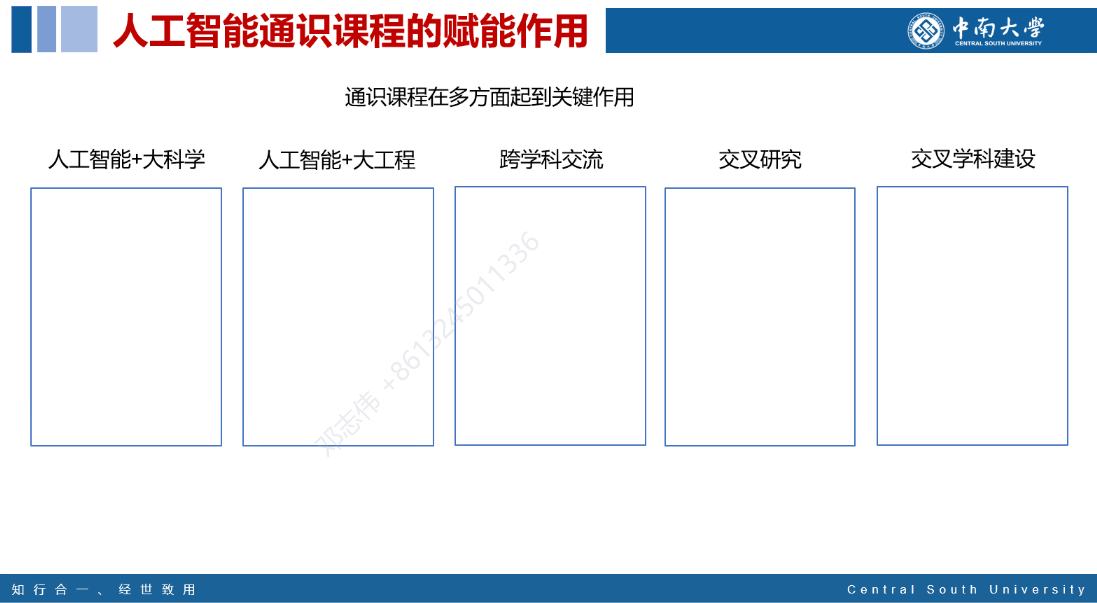 人工智能通识课程的赋能作用
中南大学
CENTRAL SOUTH UNIVERSITY
通识课程在多方面起到关键作用
人工智能+大科学
人工智能+大工程
跨学科交流
交叉研究
交叉学科建设
邓志伟 +8613245011336
知行合一、经世致用
Central South University